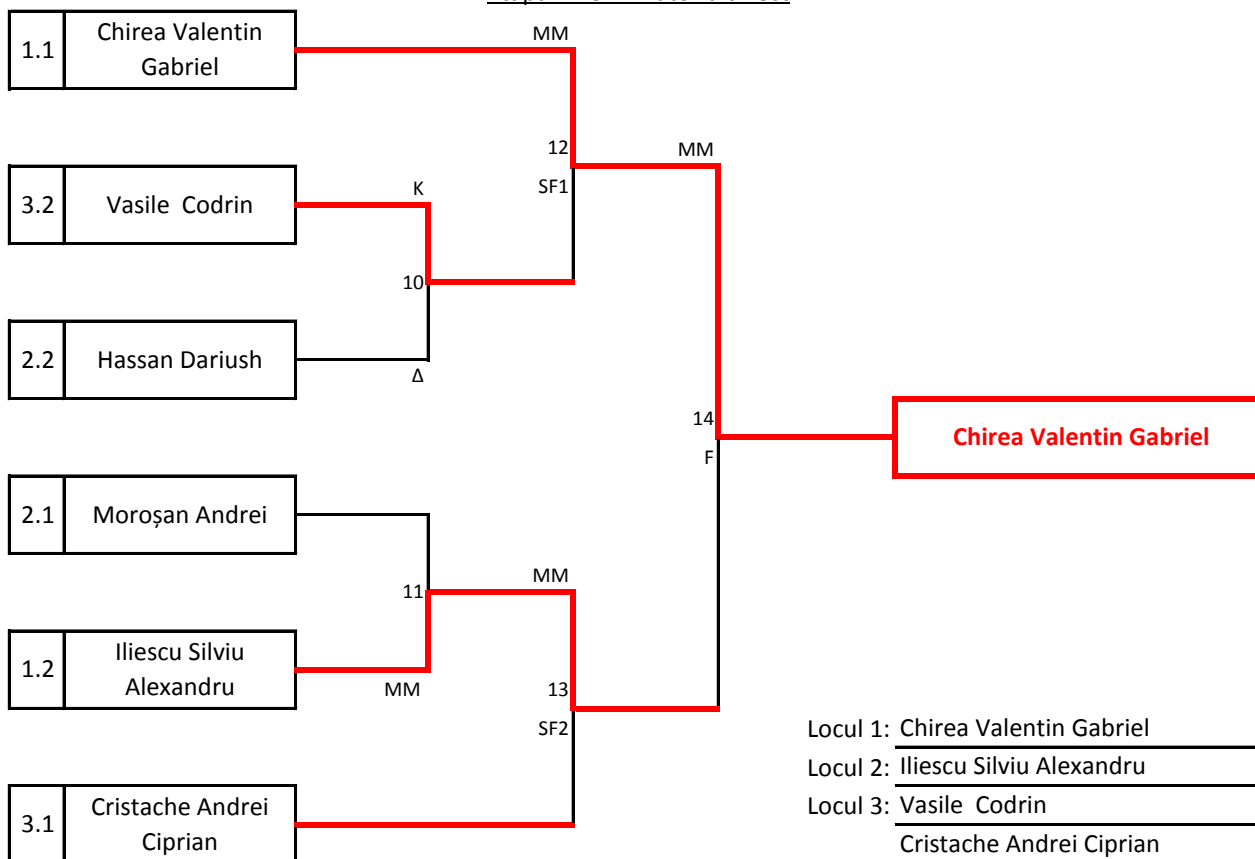 1.1
Chirea Valentin
Gabriel
MM
12
SF1
MM
3.2
Vasile Codrin
K
10
2.2
Hassan Dariush
Δ
14
F
Chirea Valentin Gabriel
2.1
Moroșan Andrei
11
MM
1.2
Iliescu Silviu
Alexandru
MM
13
SF2
3.1
Cristache Andrei
Ciprian
Locul 1: Chirea Valentin Gabriel
Locul 2: Iliescu Silviu Alexandru
Locul 3: Vasile Codrin
Cristache Andrei Ciprian